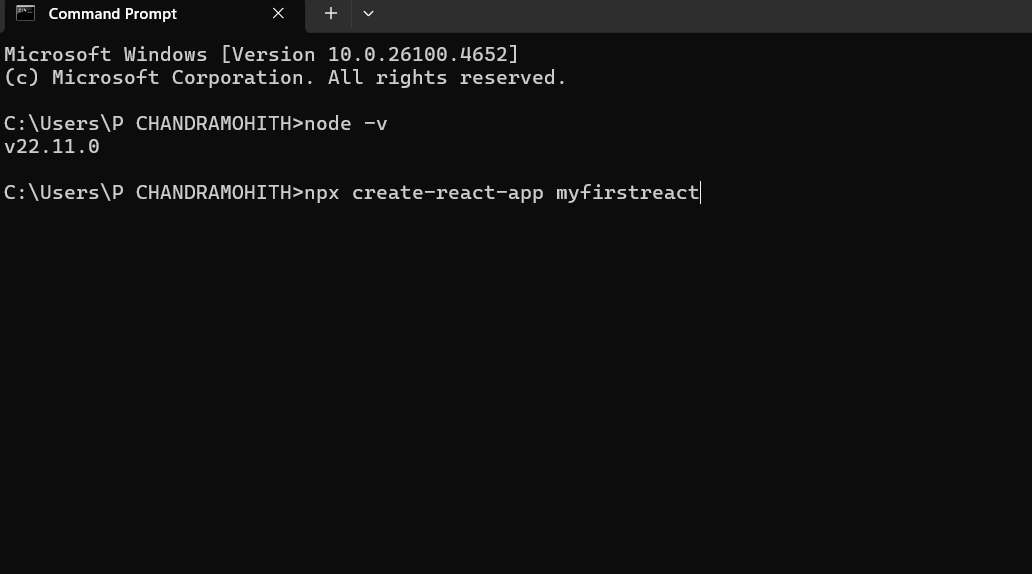 Command Prompt
Microsoft Windows [Version 10.0.26100.4652]
(c) Microsoft Corporation. All rights reserved.
C:\Users\P CHANDRAMOHITH>node -v
v22.11.0
C:\Users\P CHANDRAMOHITH>npx create-react-app myfirstreact